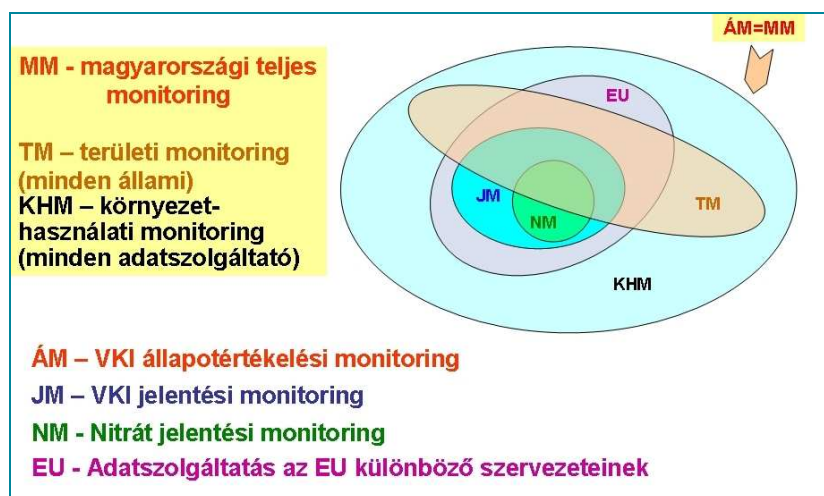 ÁM=MM
MM - magyarországi teljes
monitoring
TM – területi monitoring
(minden állami)
KHM – környezet-
használati monitoring
(minden adatszolgáltató)
EU
JM
NM
TM
KHM
ÁM – VKI állapotértékelési monitoring
JM – VKI jelentési monitoring
NM - Nitrát jelentési monitoring
EU - Adatszolgáltatás az EU különböző szervezeteinek